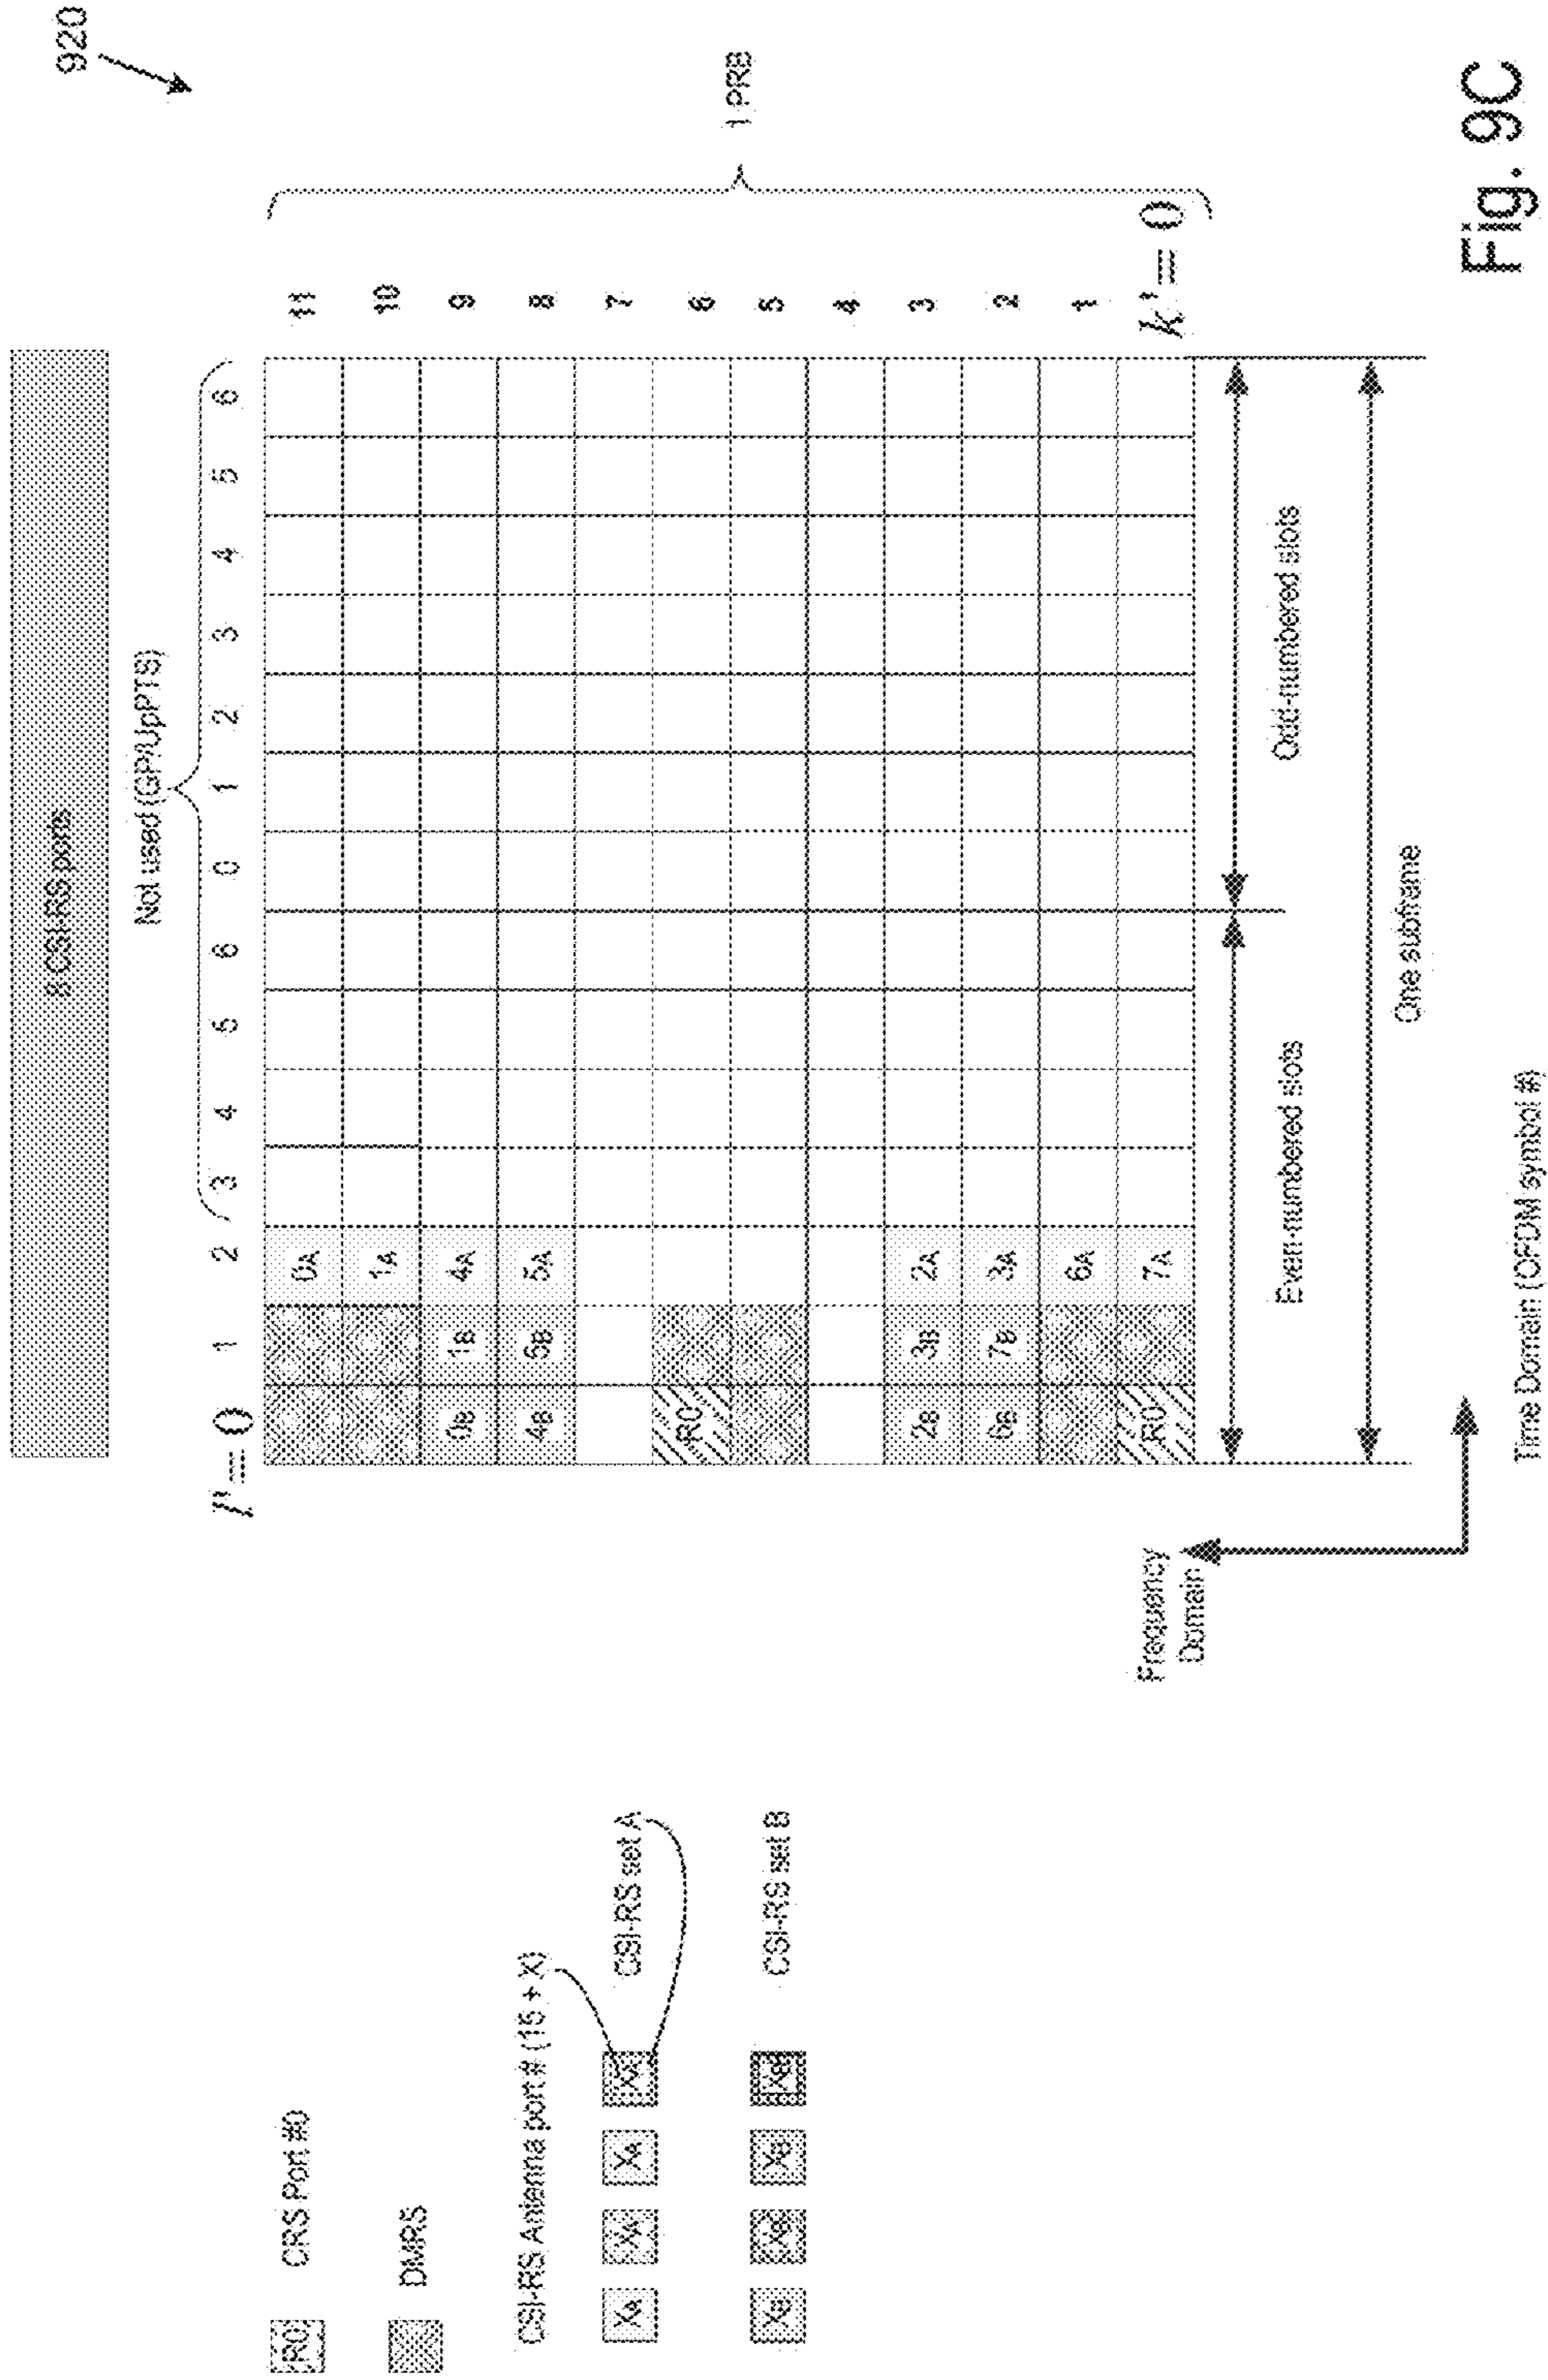 920
8 CSI-RS ports
Not used (GP/UpPTS)
l' = 0 1 2 3 4 5 6 0 1 2 3 4 5 6
0A 11
1A 10
0B 1B 4A 9
4B 5B 5A 8
7
R0 6
5
4
2B 3B 2A 3
6B 7B 3A 2
6A 1
R0 7A k' = 0
1 PRB
Even-numbered slots Odd-numbered slots
One subframe
Frequency
Domain
Time Domain (OFDM symbol #)
R0 CRS Port #0
DMRS
CSI-RS Antenna port # (15 + X)
XA XA XA XA CSI-RS set A
XB XB XB XB CSI-RS set B
Fig. 9C